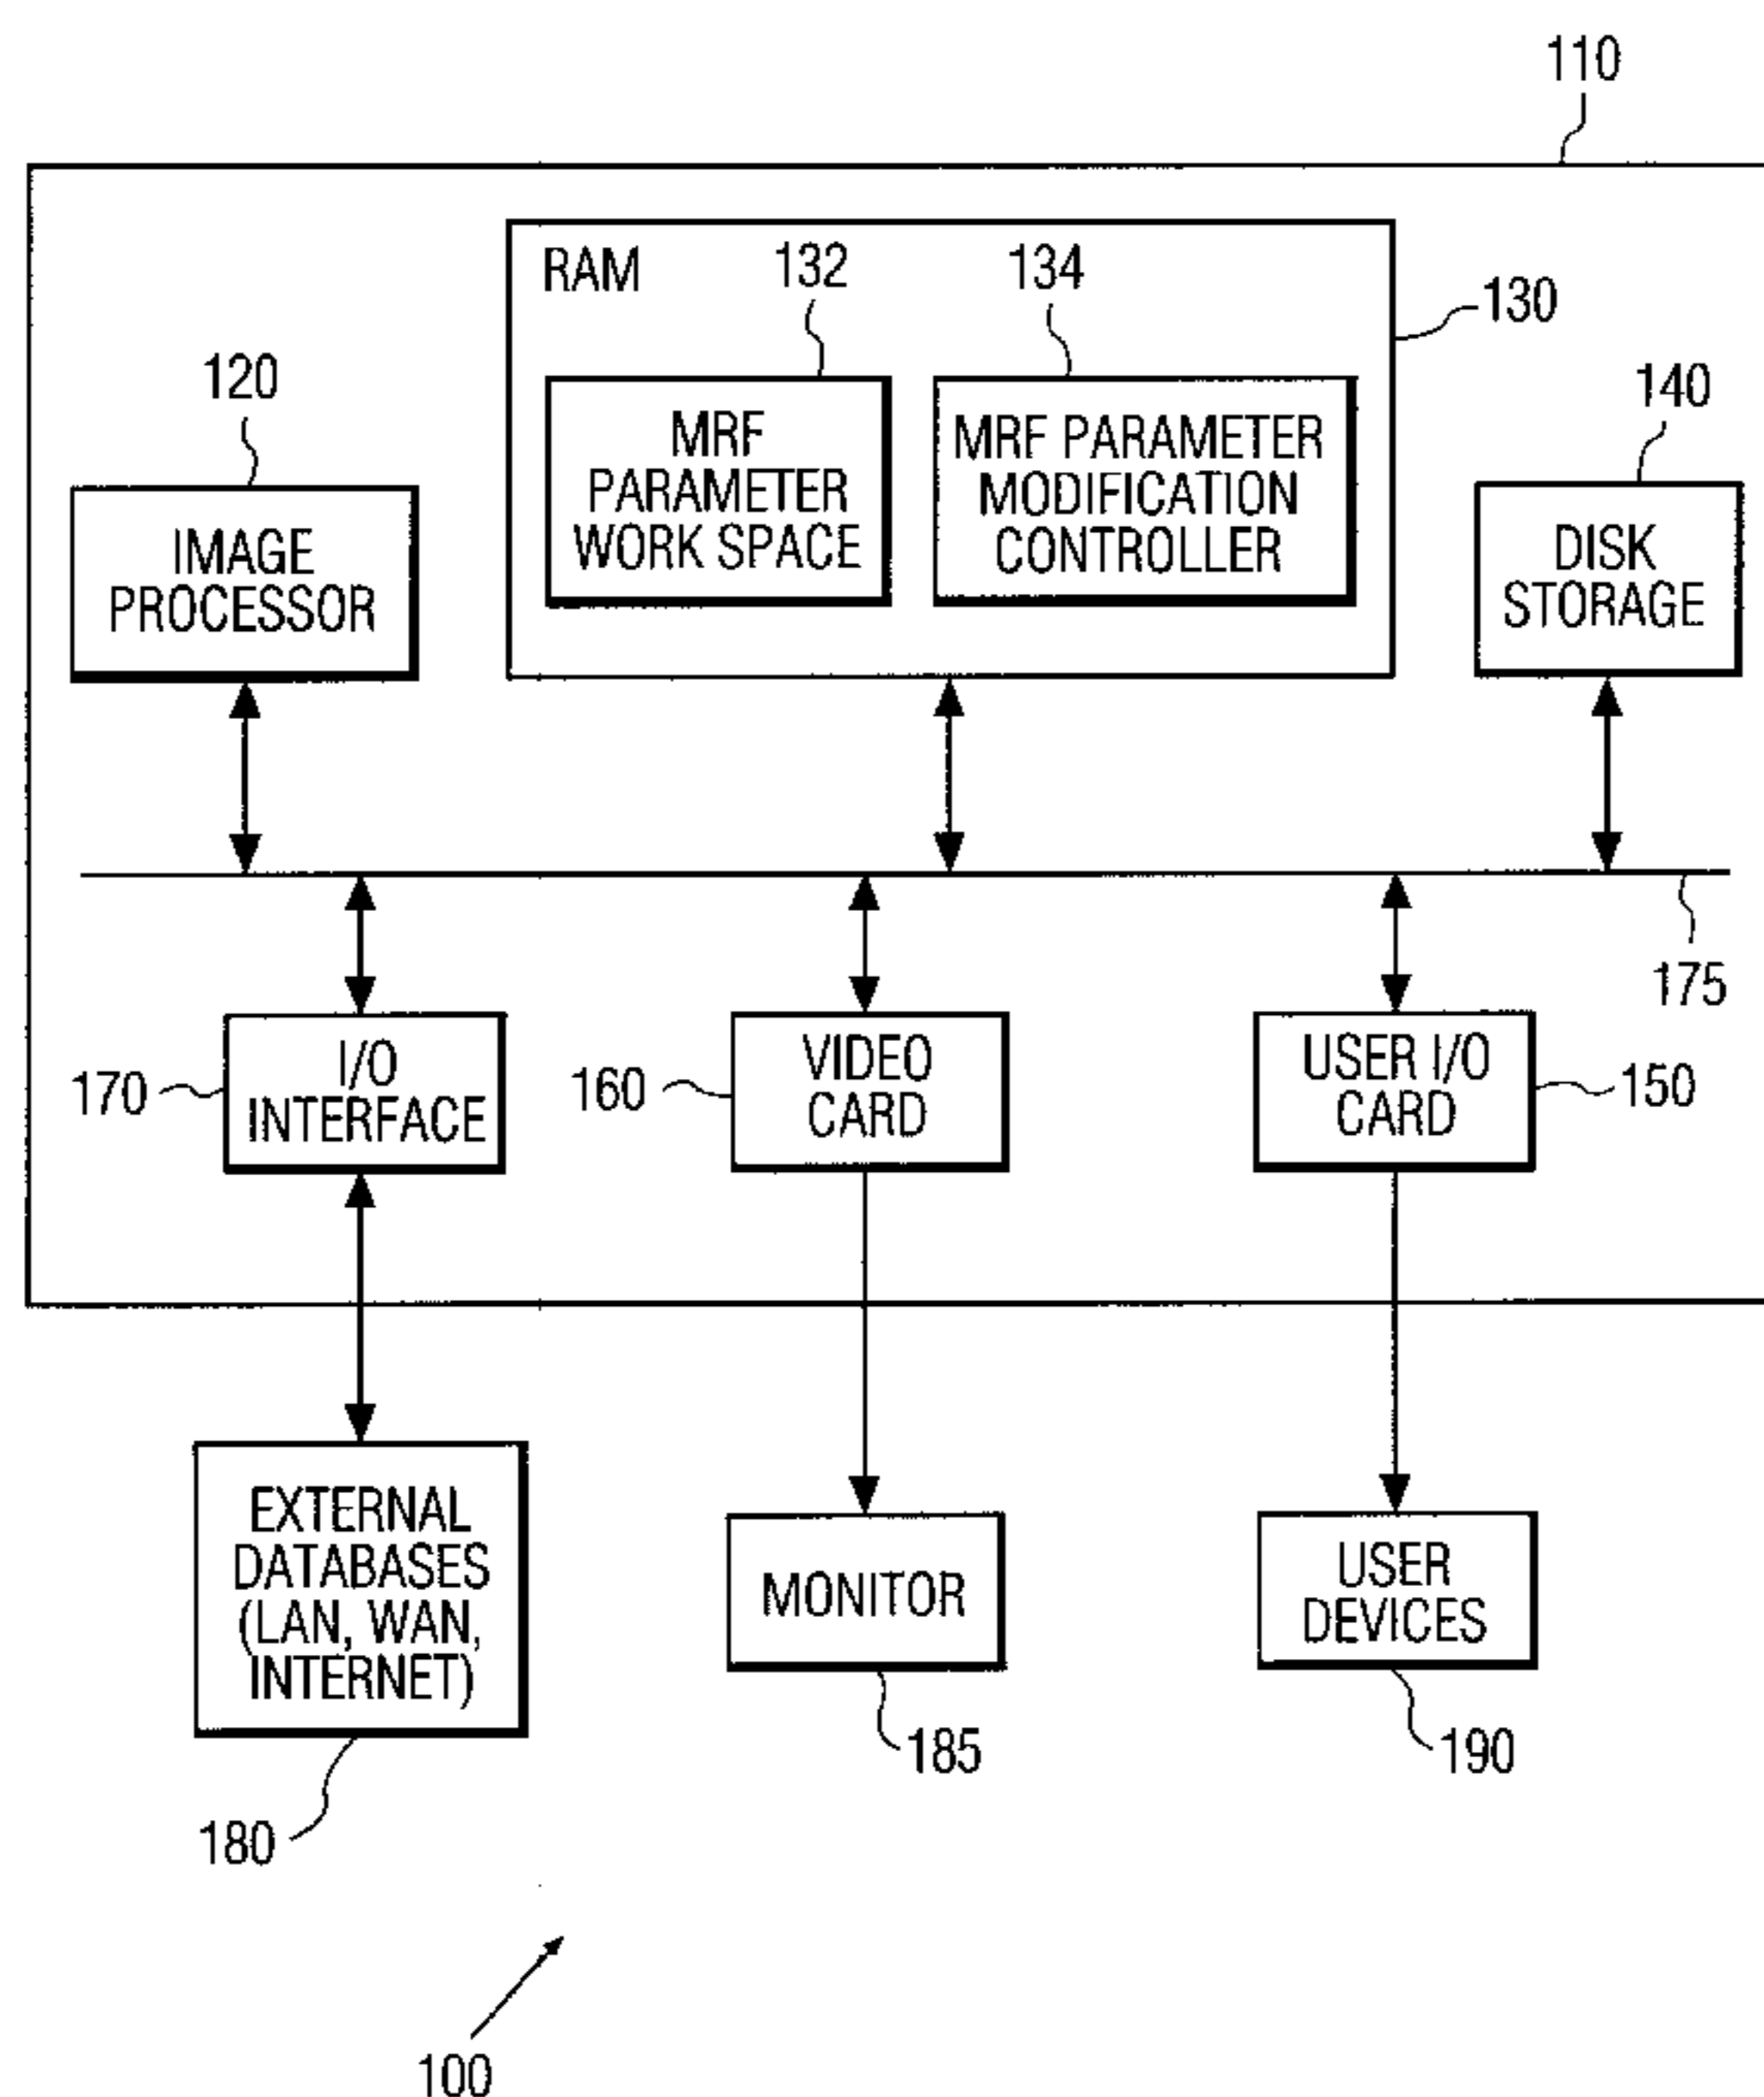 110
RAM
132
134
130
120
140
MRF
PARAMETER
WORK SPACE
MRF PARAMETER
MODIFICATION
CONTROLLER
IMAGE
PROCESSOR
DISK
STORAGE
175
170
I/O
INTERFACE
160
VIDEO
CARD
USER I/O
CARD
150
EXTERNAL
DATABASES
(LAN, WAN,
INTERNET)
MONITOR
USER
DEVICES
180
185
190
100